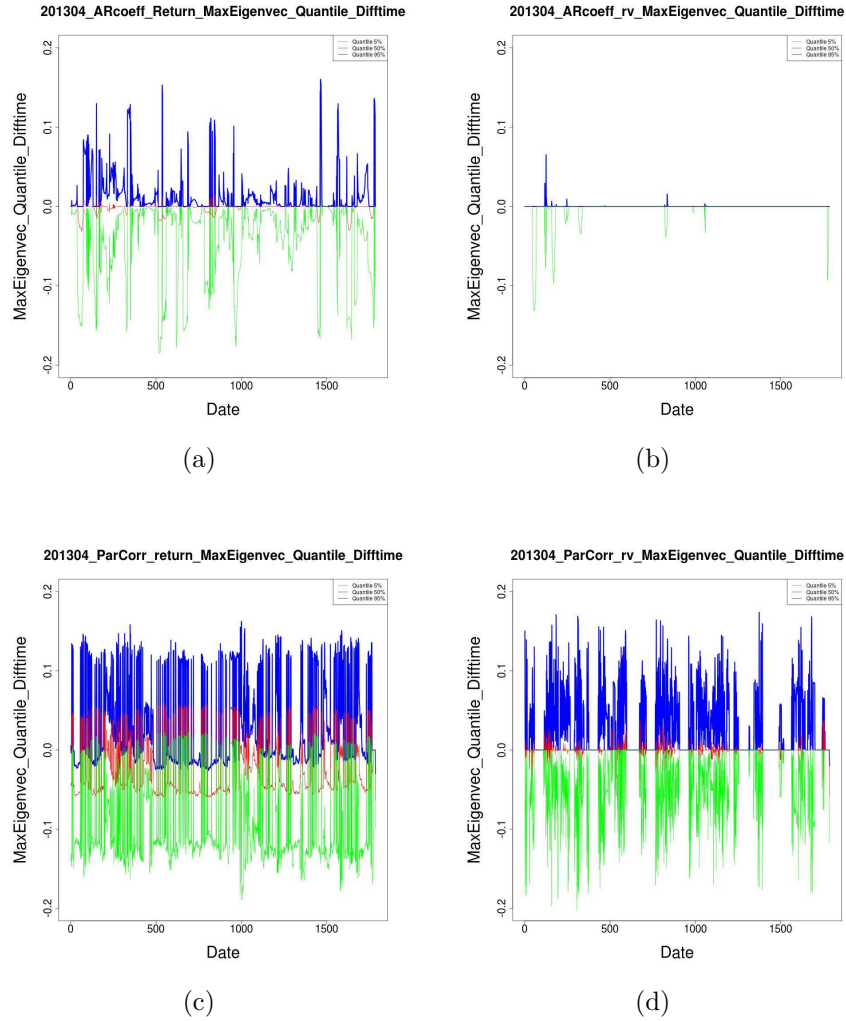 201304_ARcoeff_Return_MaxEigenvec_Quantile_Difftime
201304_ARcoeff_rv_MaxEigenvec_Quantile_Difftime
MaxEigenvec_Quantile_Difftime
0.2
0.1
0.0
-0.1
-0.2
Quantile 5%
Quantile 50%
Quantile 95%
0
500
1000
1500
Date
(a)
MaxEigenvec_Quantile_Difftime
0.2
0.1
0.0
-0.1
-0.2
Quantile 5%
Quantile 50%
Quantile 95%
0
500
1000
1500
Date
(b)
201304_ParCorr_return_MaxEigenvec_Quantile_Difftime
201304_ParCorr_rv_MaxEigenvec_Quantile_Difftime
MaxEigenvec_Quantile_Difftime
0.2
0.1
0.0
-0.1
-0.2
Quantile 5%
Quantile 50%
Quantile 95%
0
500
1000
1500
Date
(c)
MaxEigenvec_Quantile_Difftime
0.2
0.1
0.0
-0.1
-0.2
Quantile 5%
Quantile 50%
Quantile 95%
0
500
1000
1500
Date
(d)